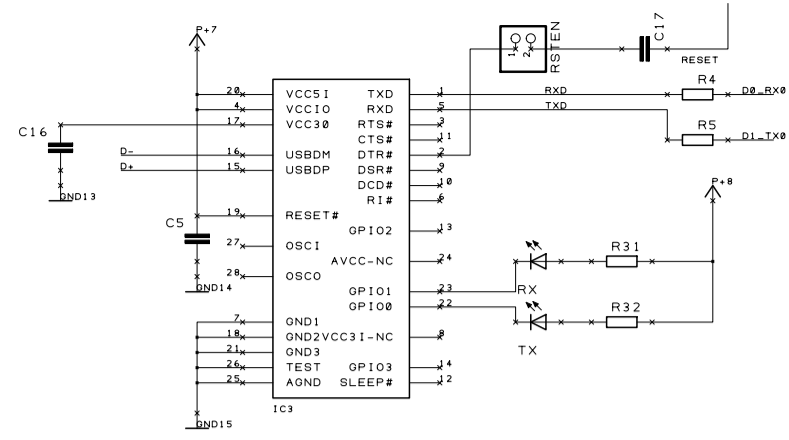 P+7
RSTEN
1
2
C17
RESET
20
VCC5I
TXD
1
RXD
R4
D0_RX0
4
VCCIO
RXD
5
TXD
17
VCC30
RTS#
3
R5
D1_TX0
C16
CTS#
11
D-
16
USBDM
DTR#
2
D+
15
USBDP
DSR#
9
DCD#
10
GND13
RI#
6
P+8
19
RESET#
C5
GPIO2
13
27
OSCI
R31
AVCC-NC
24
28
OSCO
GND14
GPIO1
23
RX
GPIO0
22
R32
7
GND1
18
GND2
VCC3I-NC
8
TX
21
GND3
26
TEST
GPIO3
14
25
AGND
SLEEP#
12
IC3
GND15